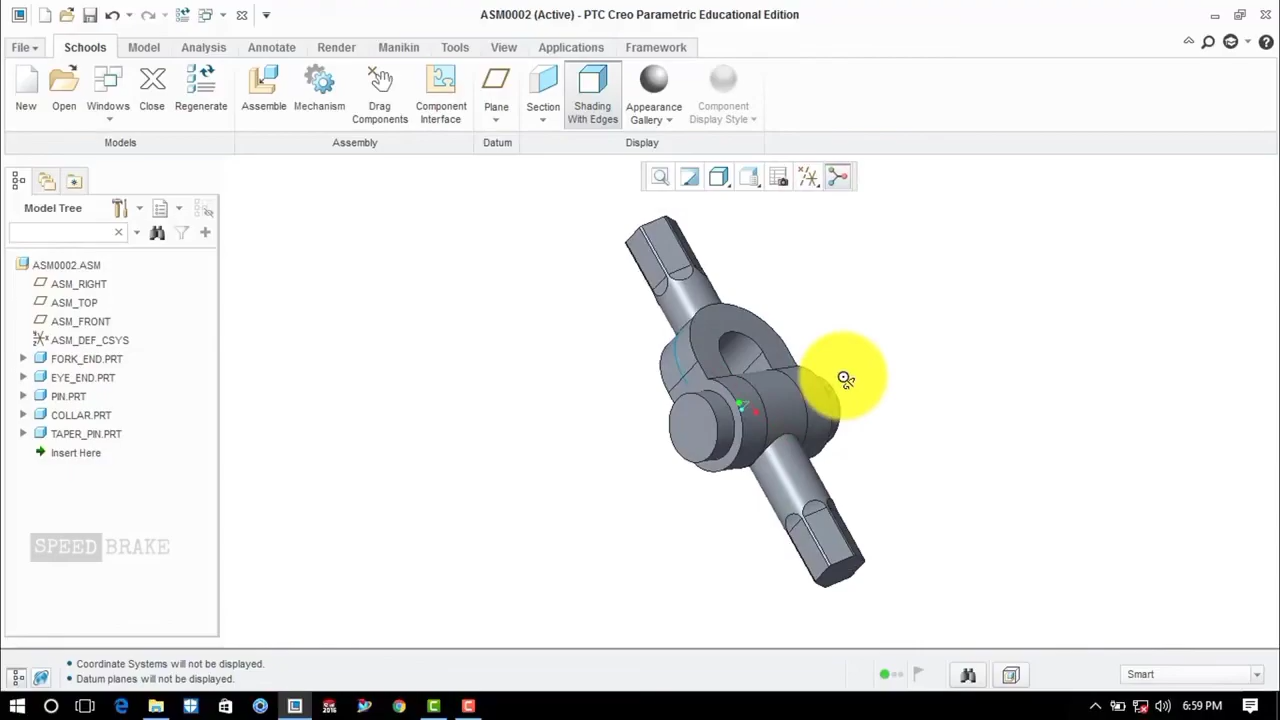 ASM0002 (Active) - PTC Creo Parametric Educational Edition
File Schools Model Analysis Annotate Render Manikin Tools View Applications Framework
New Open Windows Close Regenerate Assemble Mechanism Drag Components Component Interface Plane Section Shading With Edges Appearance Gallery Component Display Style
Models Assembly Datum Display
Model Tree
ASM0002.ASM
ASM_RIGHT
ASM_TOP
ASM_FRONT
ASM_DEF_CSYS
FORK_END.PRT
EYE_END.PRT
PIN.PRT
COLLAR.PRT
TAPER_PIN.PRT
Insert Here
SPEED BRAKE
• Coordinate Systems will not be displayed.
• Datum planes will not be displayed.
Smart
6:59 PM